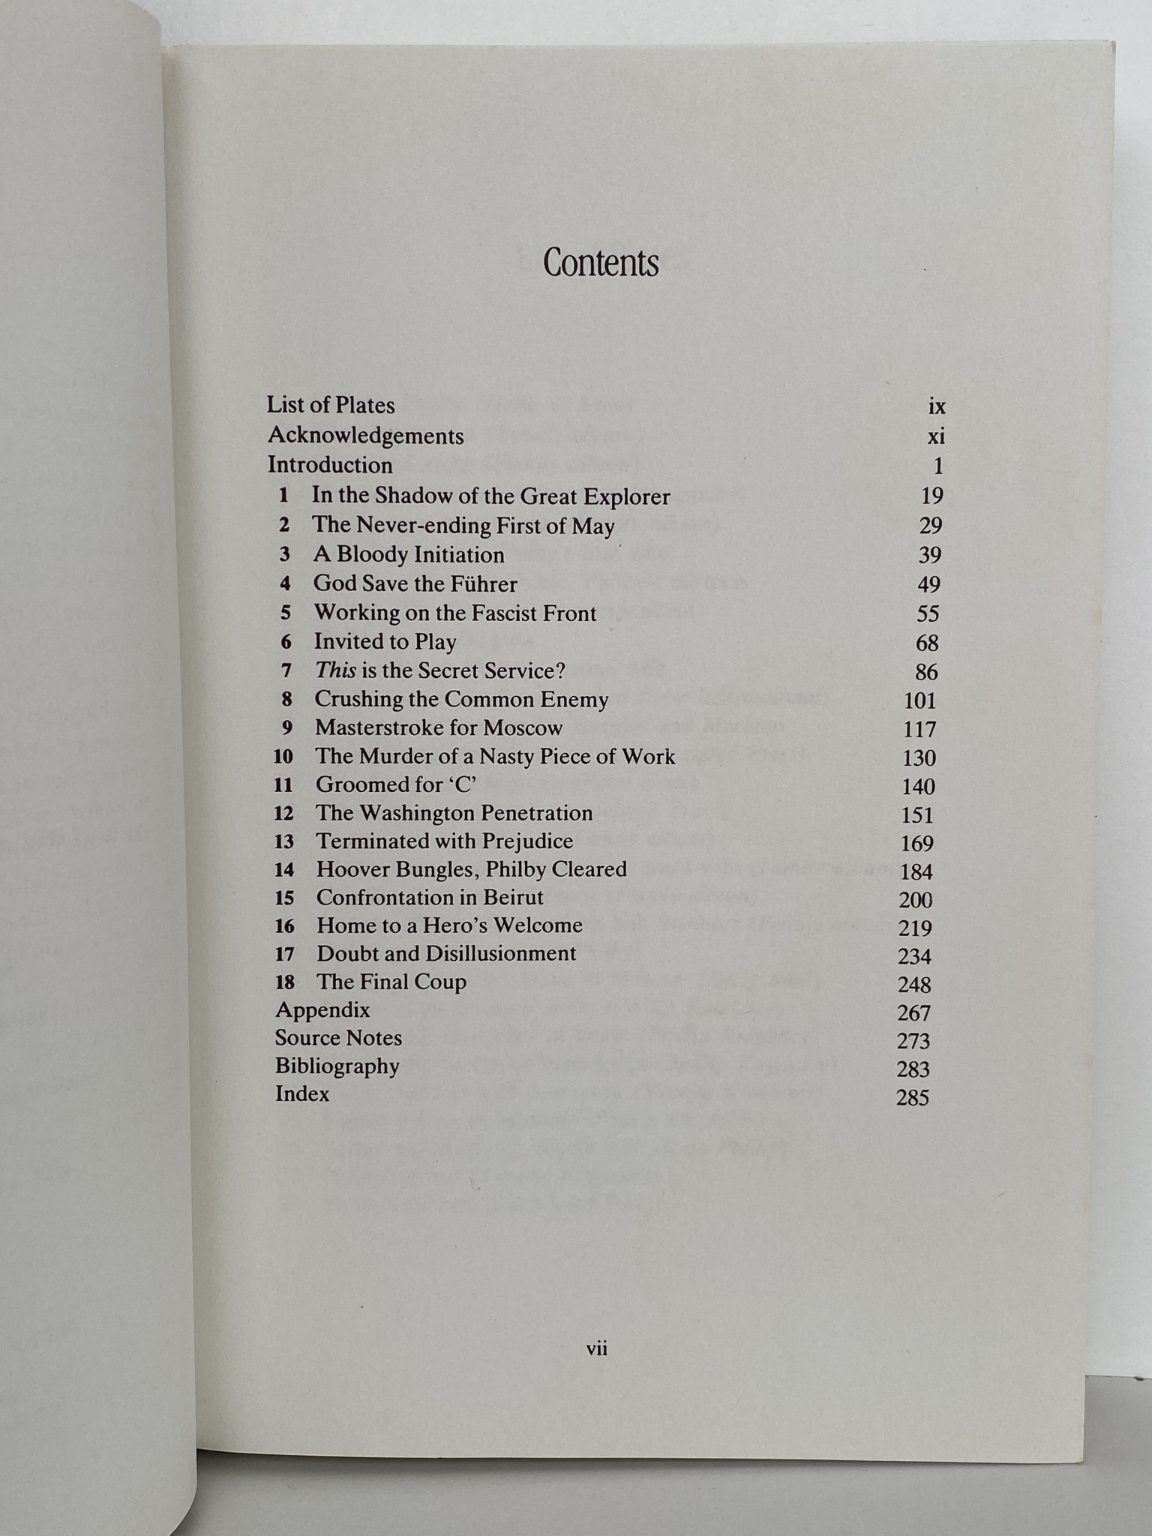 Contents
List of Plates ix
Acknowledgements xi
Introduction 1
1 In the Shadow of the Great Explorer 19
2 The Never-ending First of May 29
3 A Bloody Initiation 39
4 God Save the Führer 49
5 Working on the Fascist Front 55
6 Invited to Play 68
7 This is the Secret Service? 86
8 Crushing the Common Enemy 101
9 Masterstroke for Moscow 117
10 The Murder of a Nasty Piece of Work 130
11 Groomed for ‘C’ 140
12 The Washington Penetration 151
13 Terminated with Prejudice 169
14 Hoover Bungles, Philby Cleared 184
15 Confrontation in Beirut 200
16 Home to a Hero’s Welcome 219
17 Doubt and Disillusionment 234
18 The Final Coup 248
Appendix 267
Source Notes 273
Bibliography 283
Index 285
vii